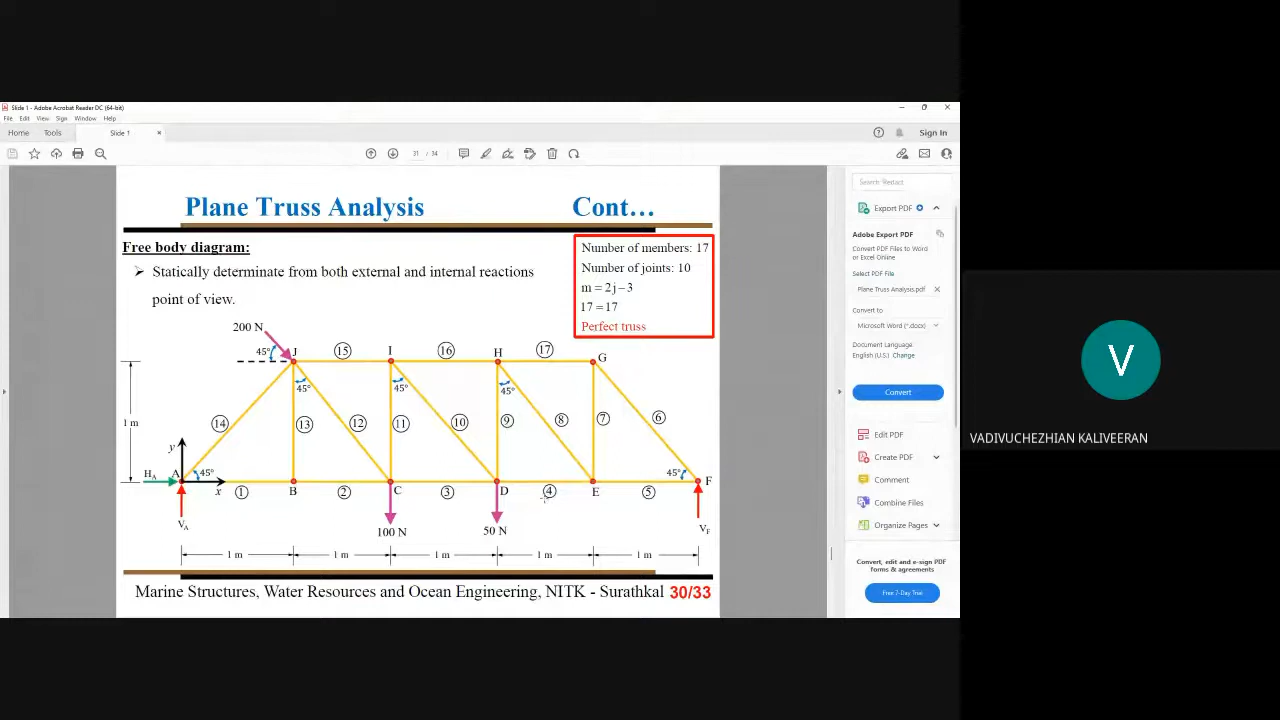 Slide 1 - Adobe Acrobat Reader DC (64-bit)
File Edit View Sign Window Help
Home Tools Slide 1 × Sign In
31 / 34
Search 'Redact'
Export PDF
Adobe Export PDF
Convert PDF Files to Word
or Excel Online
Select PDF File
Plane Truss Analysis.pdf ×
Convert to
Microsoft Word (*.docx)
Document Language:
English (U.S.) Change
Convert
Edit PDF
Create PDF
Comment
Combine Files
Organize Pages
Convert, edit and e-sign PDF
forms & agreements
Free 7-Day Trial
Plane Truss Analysis Cont…
Free body diagram:
➤ Statically determinate from both external and internal reactions
point of view.
Number of members: 17
Number of joints: 10
m = 2j – 3
17 = 17
Perfect truss
200 N
45° J 15 I 16 H 17 G
45° 45° 45°
1 m
14 13 12 11 10 9 8 7 6
y
H_A A 45° 45° F
x 1 B 2 C 3 D 4 E 5
V_A 100 N 50 N V_F
1 m 1 m 1 m 1 m 1 m
Marine Structures, Water Resources and Ocean Engineering, NITK - Surathkal 30/33
V
VADIVUCHEZHIAN KALIVEERAN